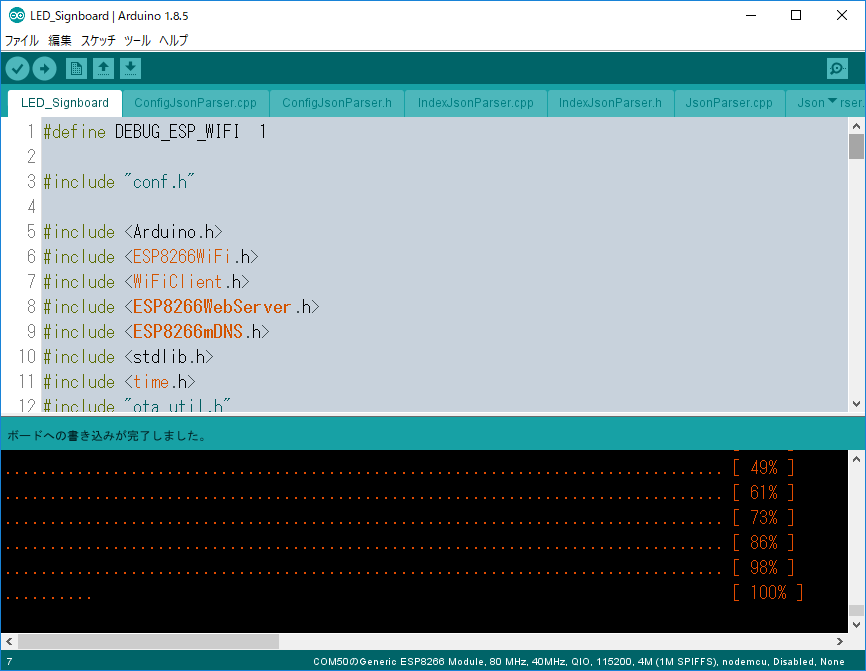 LED_Signboard | Arduino 1.8.5
ファイル 編集 スケッチ ツール ヘルプ
LED_Signboard ConfigJsonParser.cpp ConfigJsonParser.h IndexJsonParser.cpp IndexJsonParser.h JsonParser.cpp Json rser.
1 #define DEBUG_ESP_WIFI 1
2
3 #include "conf.h"
4
5 #include <Arduino.h>
6 #include <ESP8266WiFi.h>
7 #include <WiFiClient.h>
8 #include <ESP8266WebServer.h>
9 #include <ESP8266mDNS.h>
10 #include <stdlib.h>
11 #include <time.h>
12 #include "ota_util.h"
ボードへの書き込みが完了しました。
................................................................................ [ 49% ]
................................................................................ [ 61% ]
................................................................................ [ 73% ]
................................................................................ [ 86% ]
................................................................................ [ 98% ]
.......... [ 100% ]
7 COM50のGeneric ESP8266 Module, 80 MHz, 40MHz, QIO, 115200, 4M (1M SPIFFS), nodemcu, Disabled, None